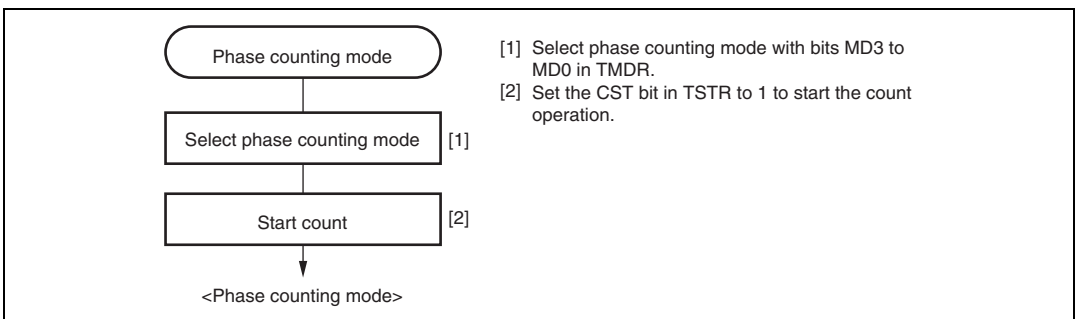 Phase counting mode
Select phase counting mode [1]
Start count [2]
<Phase counting mode>
[1] Select phase counting mode with bits MD3 to
MD0 in TMDR.
[2] Set the CST bit in TSTR to 1 to start the count
operation.